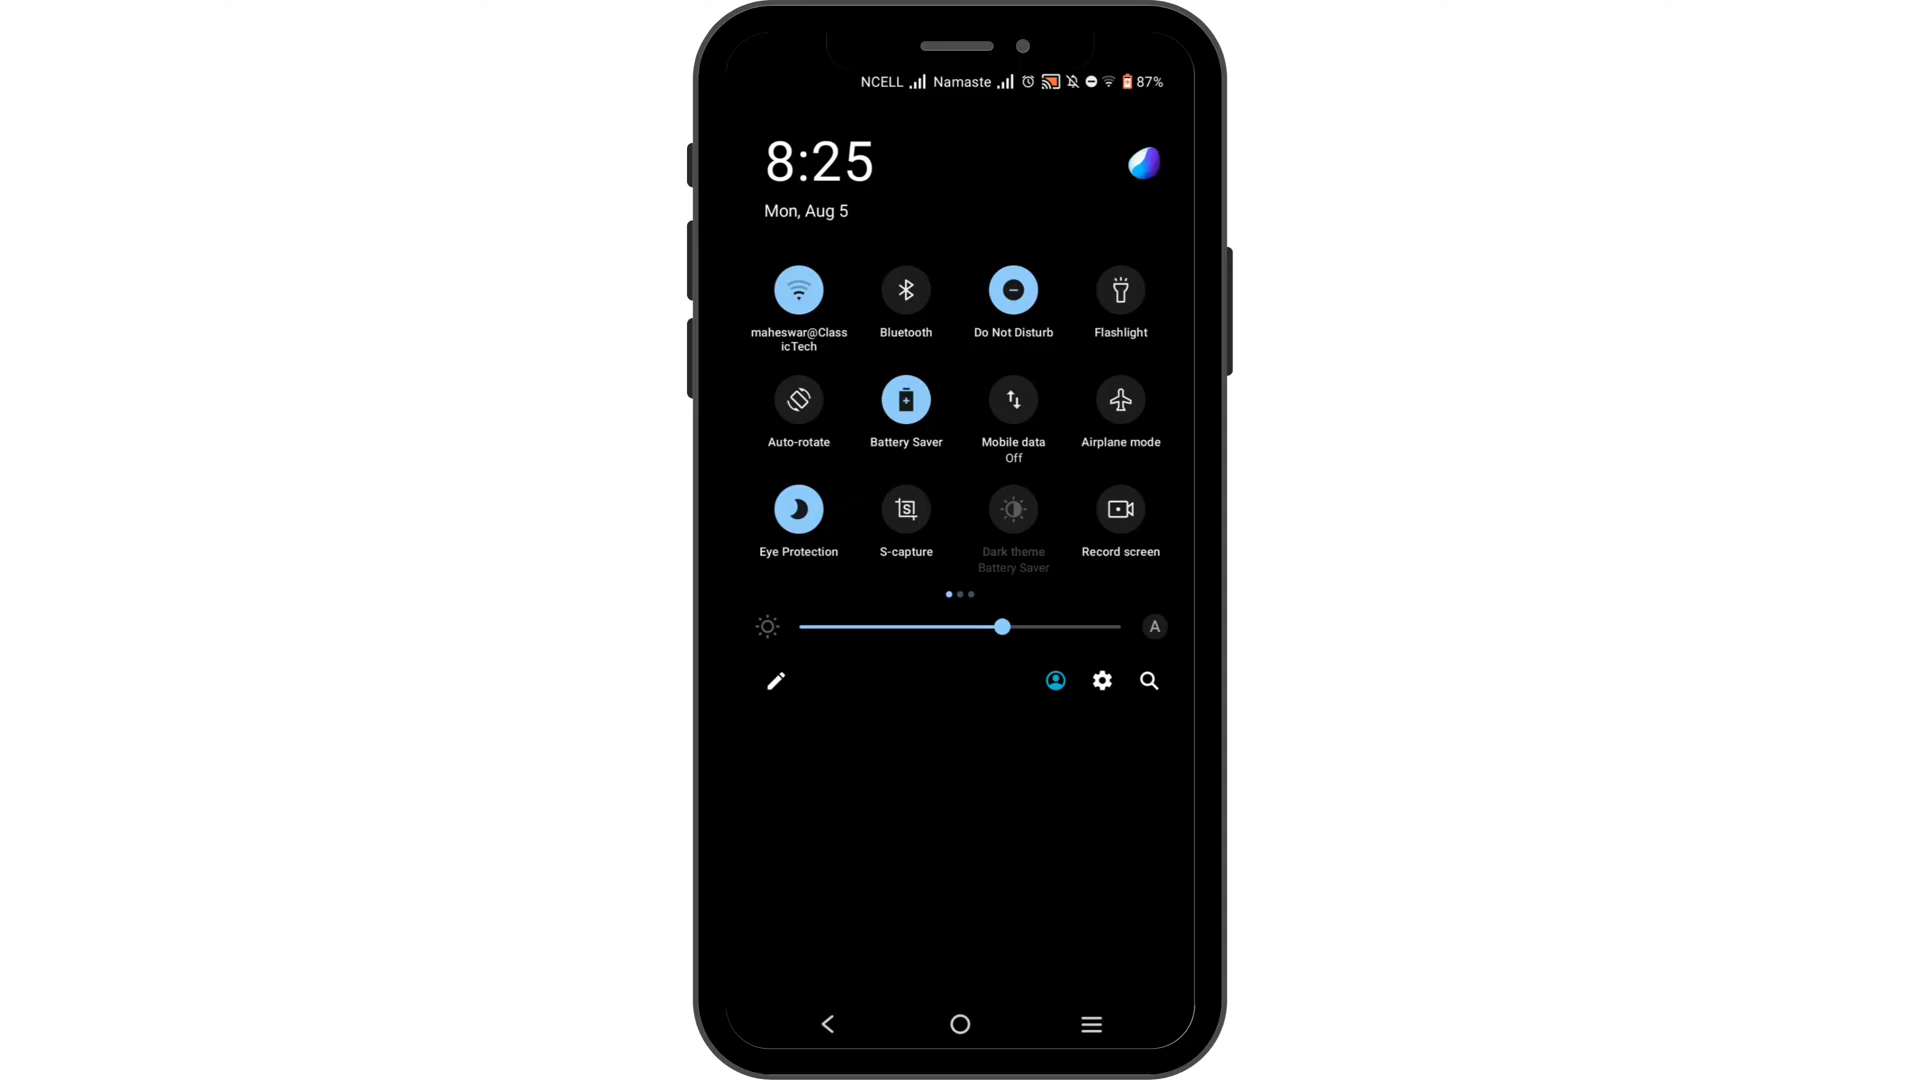 NCELL Namaste 87%
8:25
Mon, Aug 5
maheswar@Class
icTech
Bluetooth
Do Not Disturb
Flashlight
Auto-rotate
Battery Saver
Mobile data
Off
Airplane mode
Eye Protection
S-capture
Dark theme
Battery Saver
Record screen
A